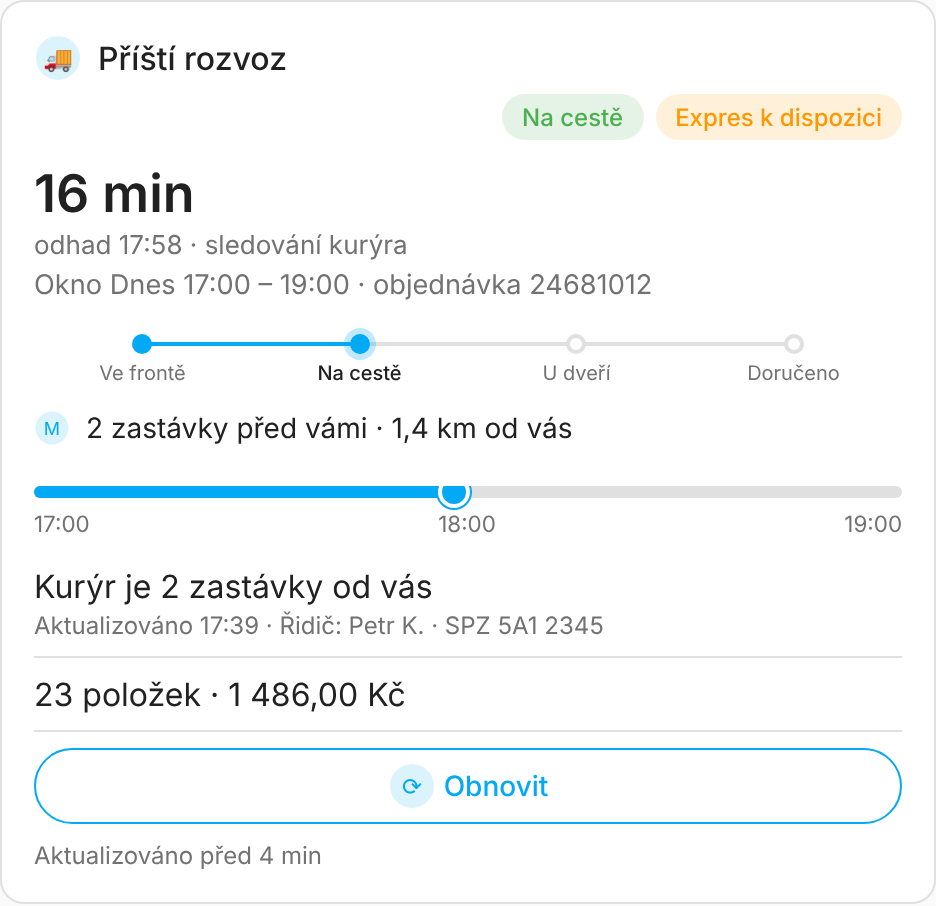 Příští rozvoz
Na cestě Expres k dispozici
16 min
odhad 17:58 · sledování kurýra
Okno Dnes 17:00 – 19:00 · objednávka 24681012
Ve frontě Na cestě U dveří Doručeno
M 2 zastávky před vámi · 1,4 km od vás
17:00 18:00 19:00
Kurýr je 2 zastávky od vás
Aktualizováno 17:39 · Řidič: Petr K. · SPZ 5A1 2345
23 položek · 1 486,00 Kč
⟳ Obnovit
Aktualizováno před 4 min